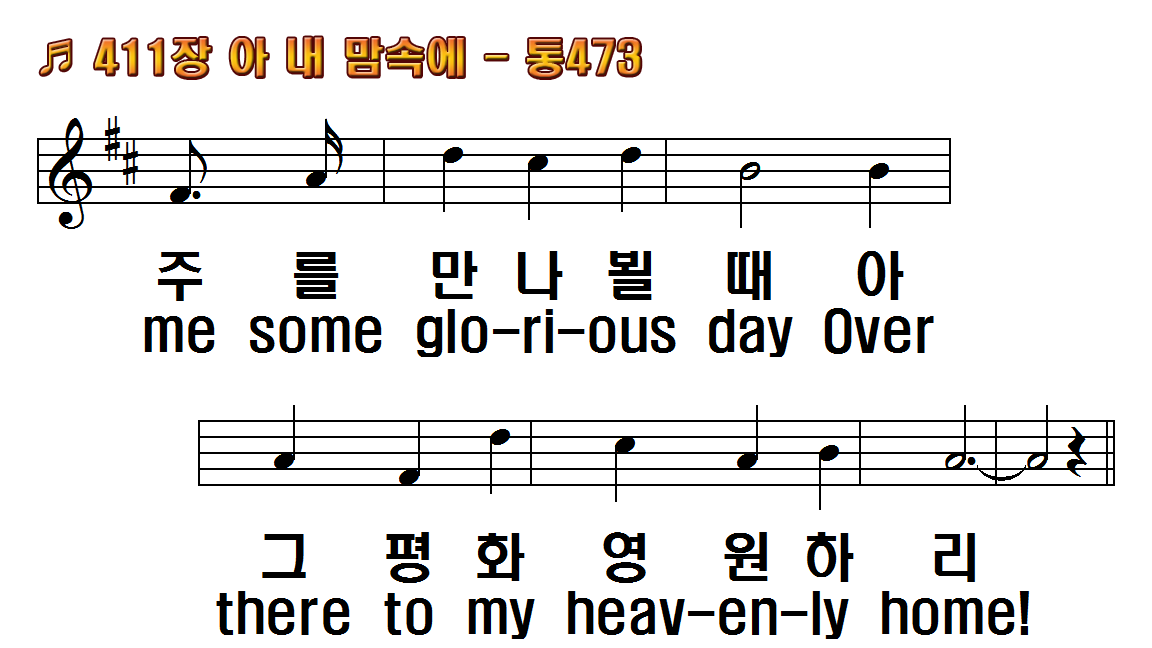 ♬ 411장 아 내 맘속에 - 통473
주 를 만 나 뵐 때 아
me some glo-ri-ous day Over
그 평 화 영 원 하 리
there to my heav-en-ly home!